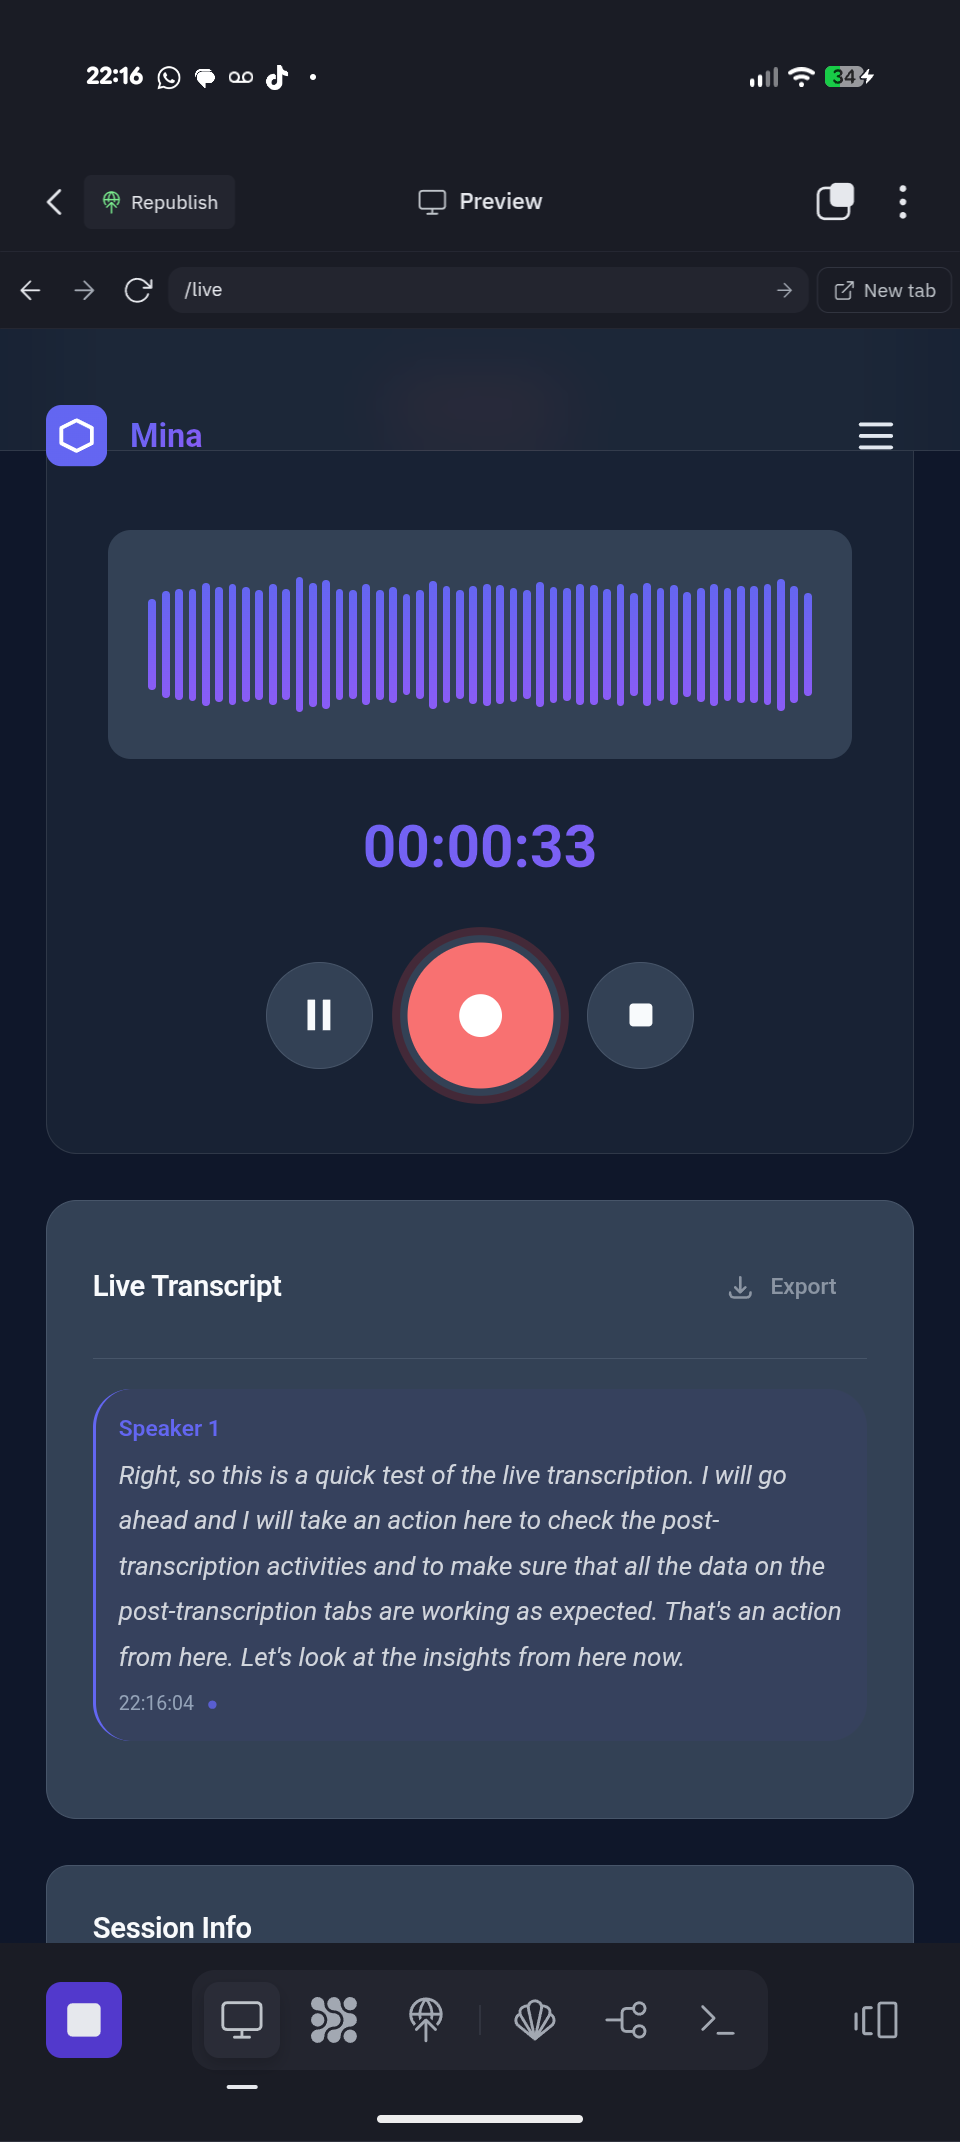 22:16
34
Republish
Preview
/live
New tab
Mina
00:00:33
Live Transcript
Export
Speaker 1
Right, so this is a quick test of the live transcription. I will go
ahead and I will take an action here to check the post-
transcription activities and to make sure that all the data on the
post-transcription tabs are working as expected. That's an action
from here. Let's look at the insights from here now.
22:16:04
Session Info